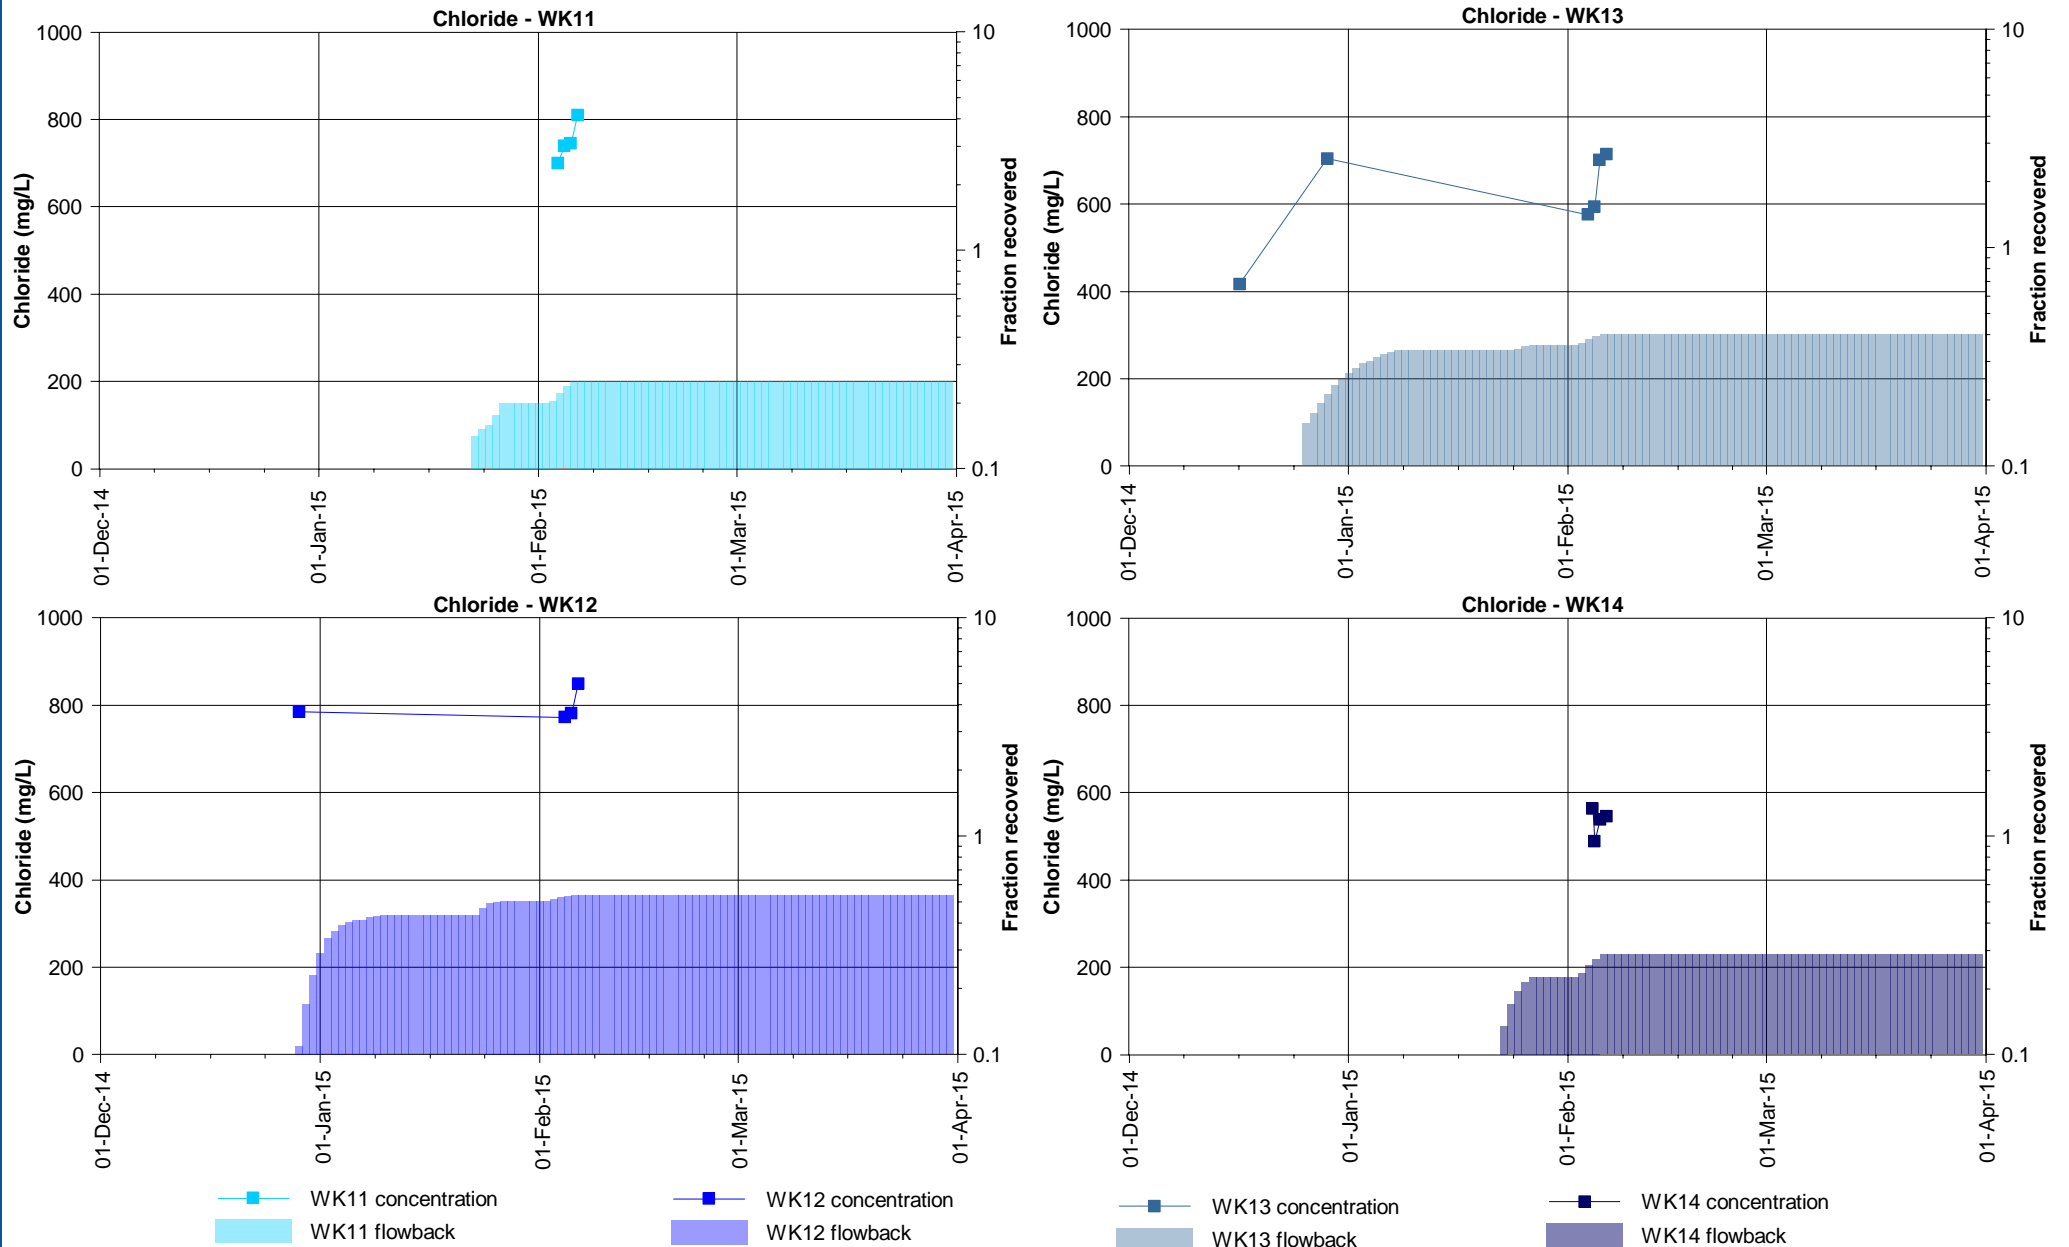 Chloride - WK11
1000
800
600
400
200
0
Chloride (mg/L)
10
1
0.1
Fraction recovered
01-Dec-14
01-Jan-15
01-Feb-15
01-Mar-15
01-Apr-15
Chloride - WK13
1000
800
600
400
200
0
Chloride (mg/L)
10
1
0.1
Fraction recovered
01-Dec-14
01-Jan-15
01-Feb-15
01-Mar-15
01-Apr-15
Chloride - WK12
1000
800
600
400
200
0
Chloride (mg/L)
10
1
0.1
Fraction recovered
01-Dec-14
01-Jan-15
01-Feb-15
01-Mar-15
01-Apr-15
Chloride - WK14
1000
800
600
400
200
0
Chloride (mg/L)
10
1
0.1
Fraction recovered
01-Dec-14
01-Jan-15
01-Feb-15
01-Mar-15
01-Apr-15
WK11 concentration
WK11 flowback
WK12 concentration
WK12 flowback
WK13 concentration
WK13 flowback
WK14 concentration
WK14 flowback